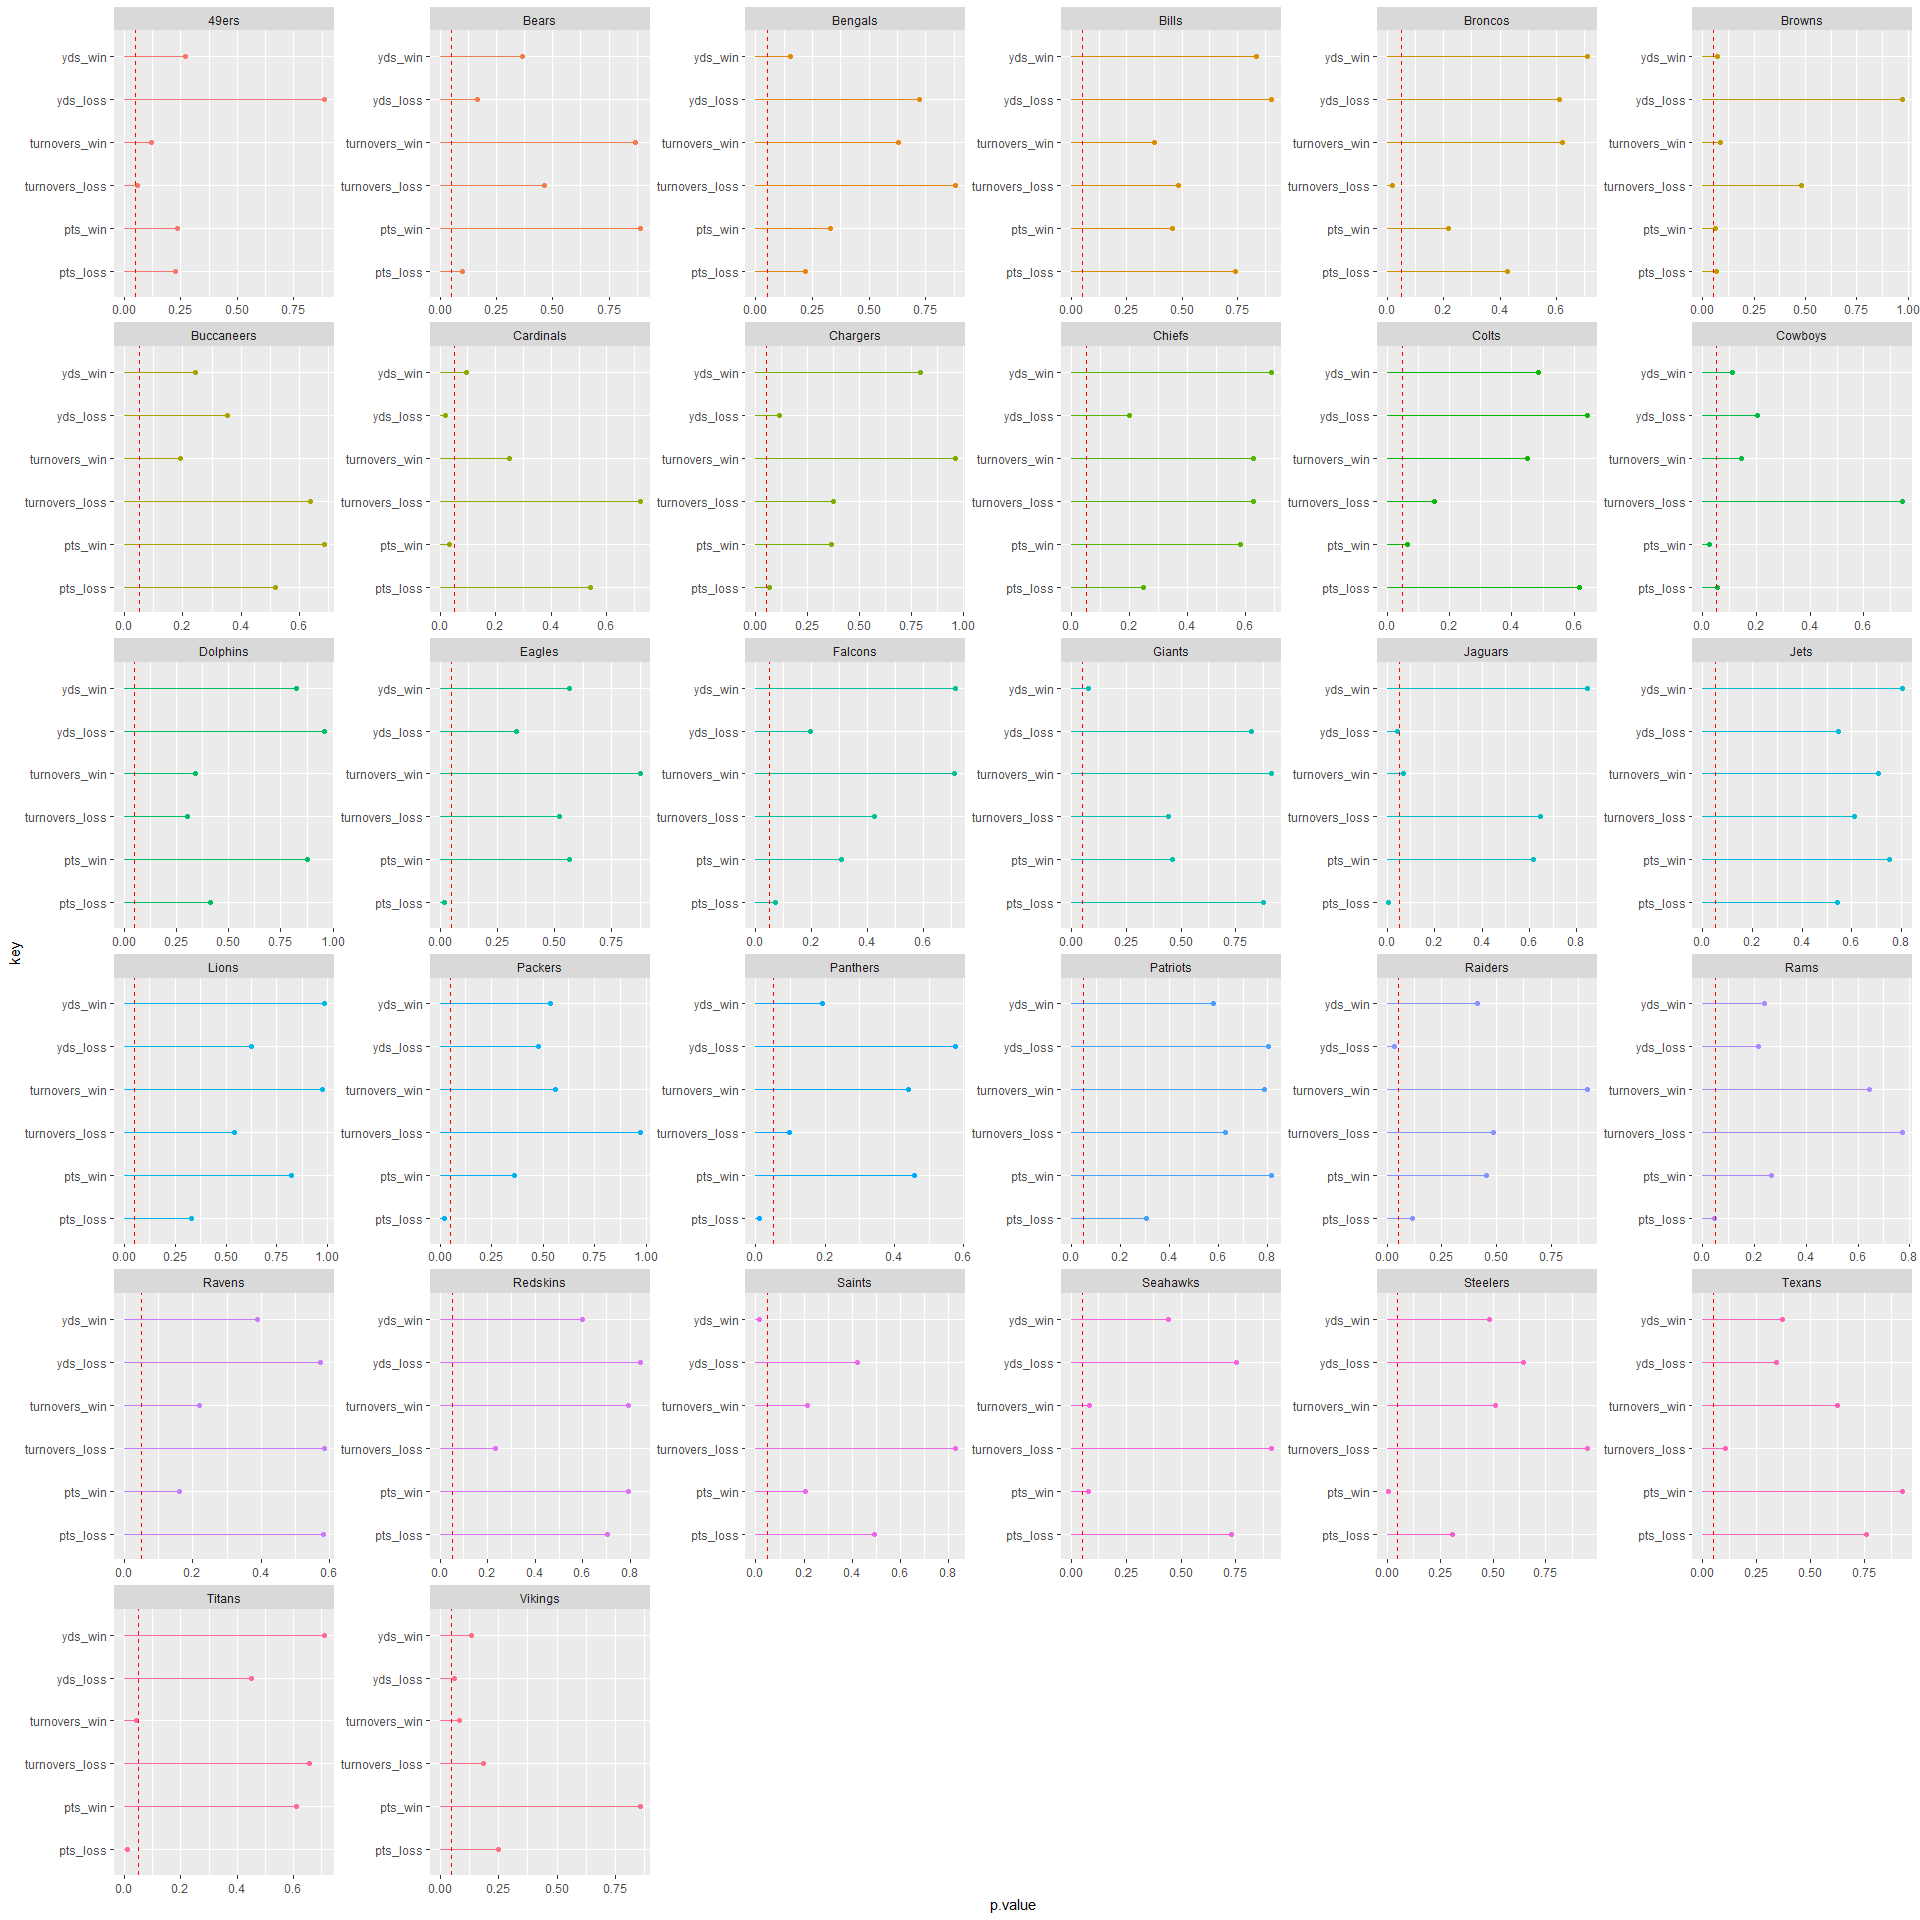 49ers Bears Bengals Bills Broncos Browns
yds_win yds_win yds_win yds_win yds_win yds_win
yds_loss yds_loss yds_loss yds_loss yds_loss yds_loss
turnovers_win turnovers_win turnovers_win turnovers_win turnovers_win turnovers_win
turnovers_loss turnovers_loss turnovers_loss turnovers_loss turnovers_loss turnovers_loss
pts_win pts_win pts_win pts_win pts_win pts_win
pts_loss pts_loss pts_loss pts_loss pts_loss pts_loss
0.00 0.25 0.50 0.75 0.00 0.25 0.50 0.75 0.00 0.25 0.50 0.75 0.00 0.25 0.50 0.75 0.0 0.2 0.4 0.6 0.00 0.25 0.50 0.75 1.00
Buccaneers Cardinals Chargers Chiefs Colts Cowboys
yds_win yds_win yds_win yds_win yds_win yds_win
yds_loss yds_loss yds_loss yds_loss yds_loss yds_loss
turnovers_win turnovers_win turnovers_win turnovers_win turnovers_win turnovers_win
turnovers_loss turnovers_loss turnovers_loss turnovers_loss turnovers_loss turnovers_loss
pts_win pts_win pts_win pts_win pts_win pts_win
pts_loss pts_loss pts_loss pts_loss pts_loss pts_loss
0.0 0.2 0.4 0.6 0.0 0.2 0.4 0.6 0.00 0.25 0.50 0.75 1.00 0.0 0.2 0.4 0.6 0.0 0.2 0.4 0.6 0.0 0.2 0.4 0.6
Dolphins Eagles Falcons Giants Jaguars Jets
yds_win yds_win yds_win yds_win yds_win yds_win
yds_loss yds_loss yds_loss yds_loss yds_loss yds_loss
turnovers_win turnovers_win turnovers_win turnovers_win turnovers_win turnovers_win
turnovers_loss turnovers_loss turnovers_loss turnovers_loss turnovers_loss turnovers_loss
pts_win pts_win pts_win pts_win pts_win pts_win
pts_loss pts_loss pts_loss pts_loss pts_loss pts_loss
0.00 0.25 0.50 0.75 1.00 0.00 0.25 0.50 0.75 0.0 0.2 0.4 0.6 0.00 0.25 0.50 0.75 0.0 0.2 0.4 0.6 0.8 0.0 0.2 0.4 0.6 0.8
key
Lions Packers Panthers Patriots Raiders Rams
yds_win yds_win yds_win yds_win yds_win yds_win
yds_loss yds_loss yds_loss yds_loss yds_loss yds_loss
turnovers_win turnovers_win turnovers_win turnovers_win turnovers_win turnovers_win
turnovers_loss turnovers_loss turnovers_loss turnovers_loss turnovers_loss turnovers_loss
pts_win pts_win pts_win pts_win pts_win pts_win
pts_loss pts_loss pts_loss pts_loss pts_loss pts_loss
0.00 0.25 0.50 0.75 1.00 0.00 0.25 0.50 0.75 1.00 0.0 0.2 0.4 0.6 0.0 0.2 0.4 0.6 0.8 0.00 0.25 0.50 0.75 0.0 0.2 0.4 0.6 0.8
Ravens Redskins Saints Seahawks Steelers Texans
yds_win yds_win yds_win yds_win yds_win yds_win
yds_loss yds_loss yds_loss yds_loss yds_loss yds_loss
turnovers_win turnovers_win turnovers_win turnovers_win turnovers_win turnovers_win
turnovers_loss turnovers_loss turnovers_loss turnovers_loss turnovers_loss turnovers_loss
pts_win pts_win pts_win pts_win pts_win pts_win
pts_loss pts_loss pts_loss pts_loss pts_loss pts_loss
0.0 0.2 0.4 0.6 0.0 0.2 0.4 0.6 0.8 0.0 0.2 0.4 0.6 0.8 0.00 0.25 0.50 0.75 0.00 0.25 0.50 0.75 0.00 0.25 0.50 0.75
Titans Vikings
yds_win yds_win
yds_loss yds_loss
turnovers_win turnovers_win
turnovers_loss turnovers_loss
pts_win pts_win
pts_loss pts_loss
0.0 0.2 0.4 0.6 0.00 0.25 0.50 0.75
p.value